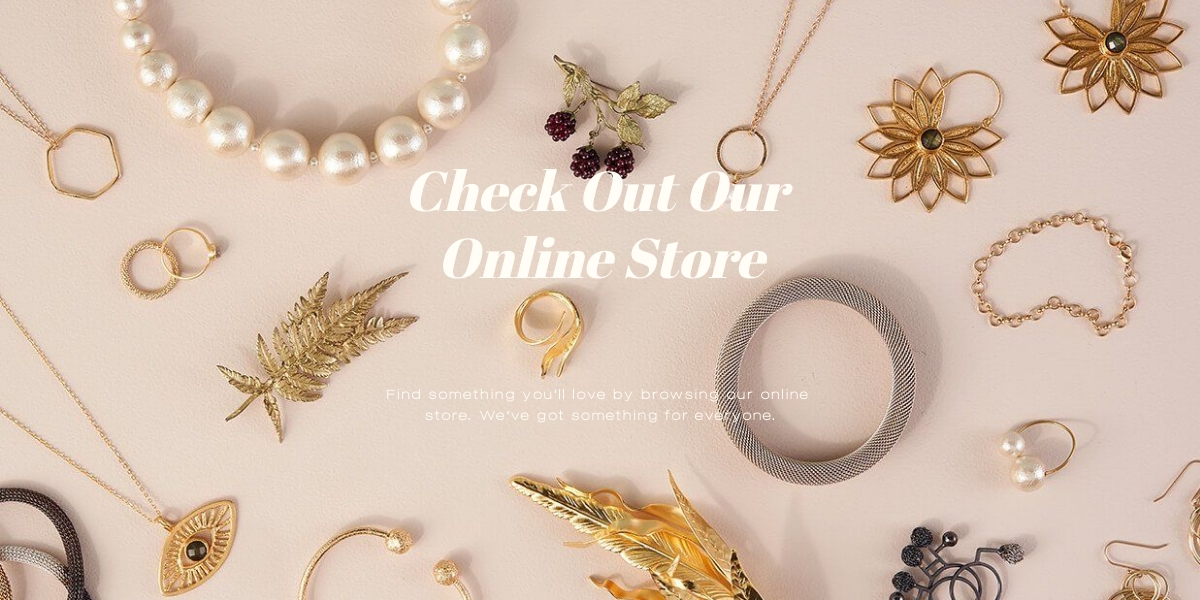 Check Out Our
Online Store
Find something you'll love by browsing our online
store. We've got something for everyone.